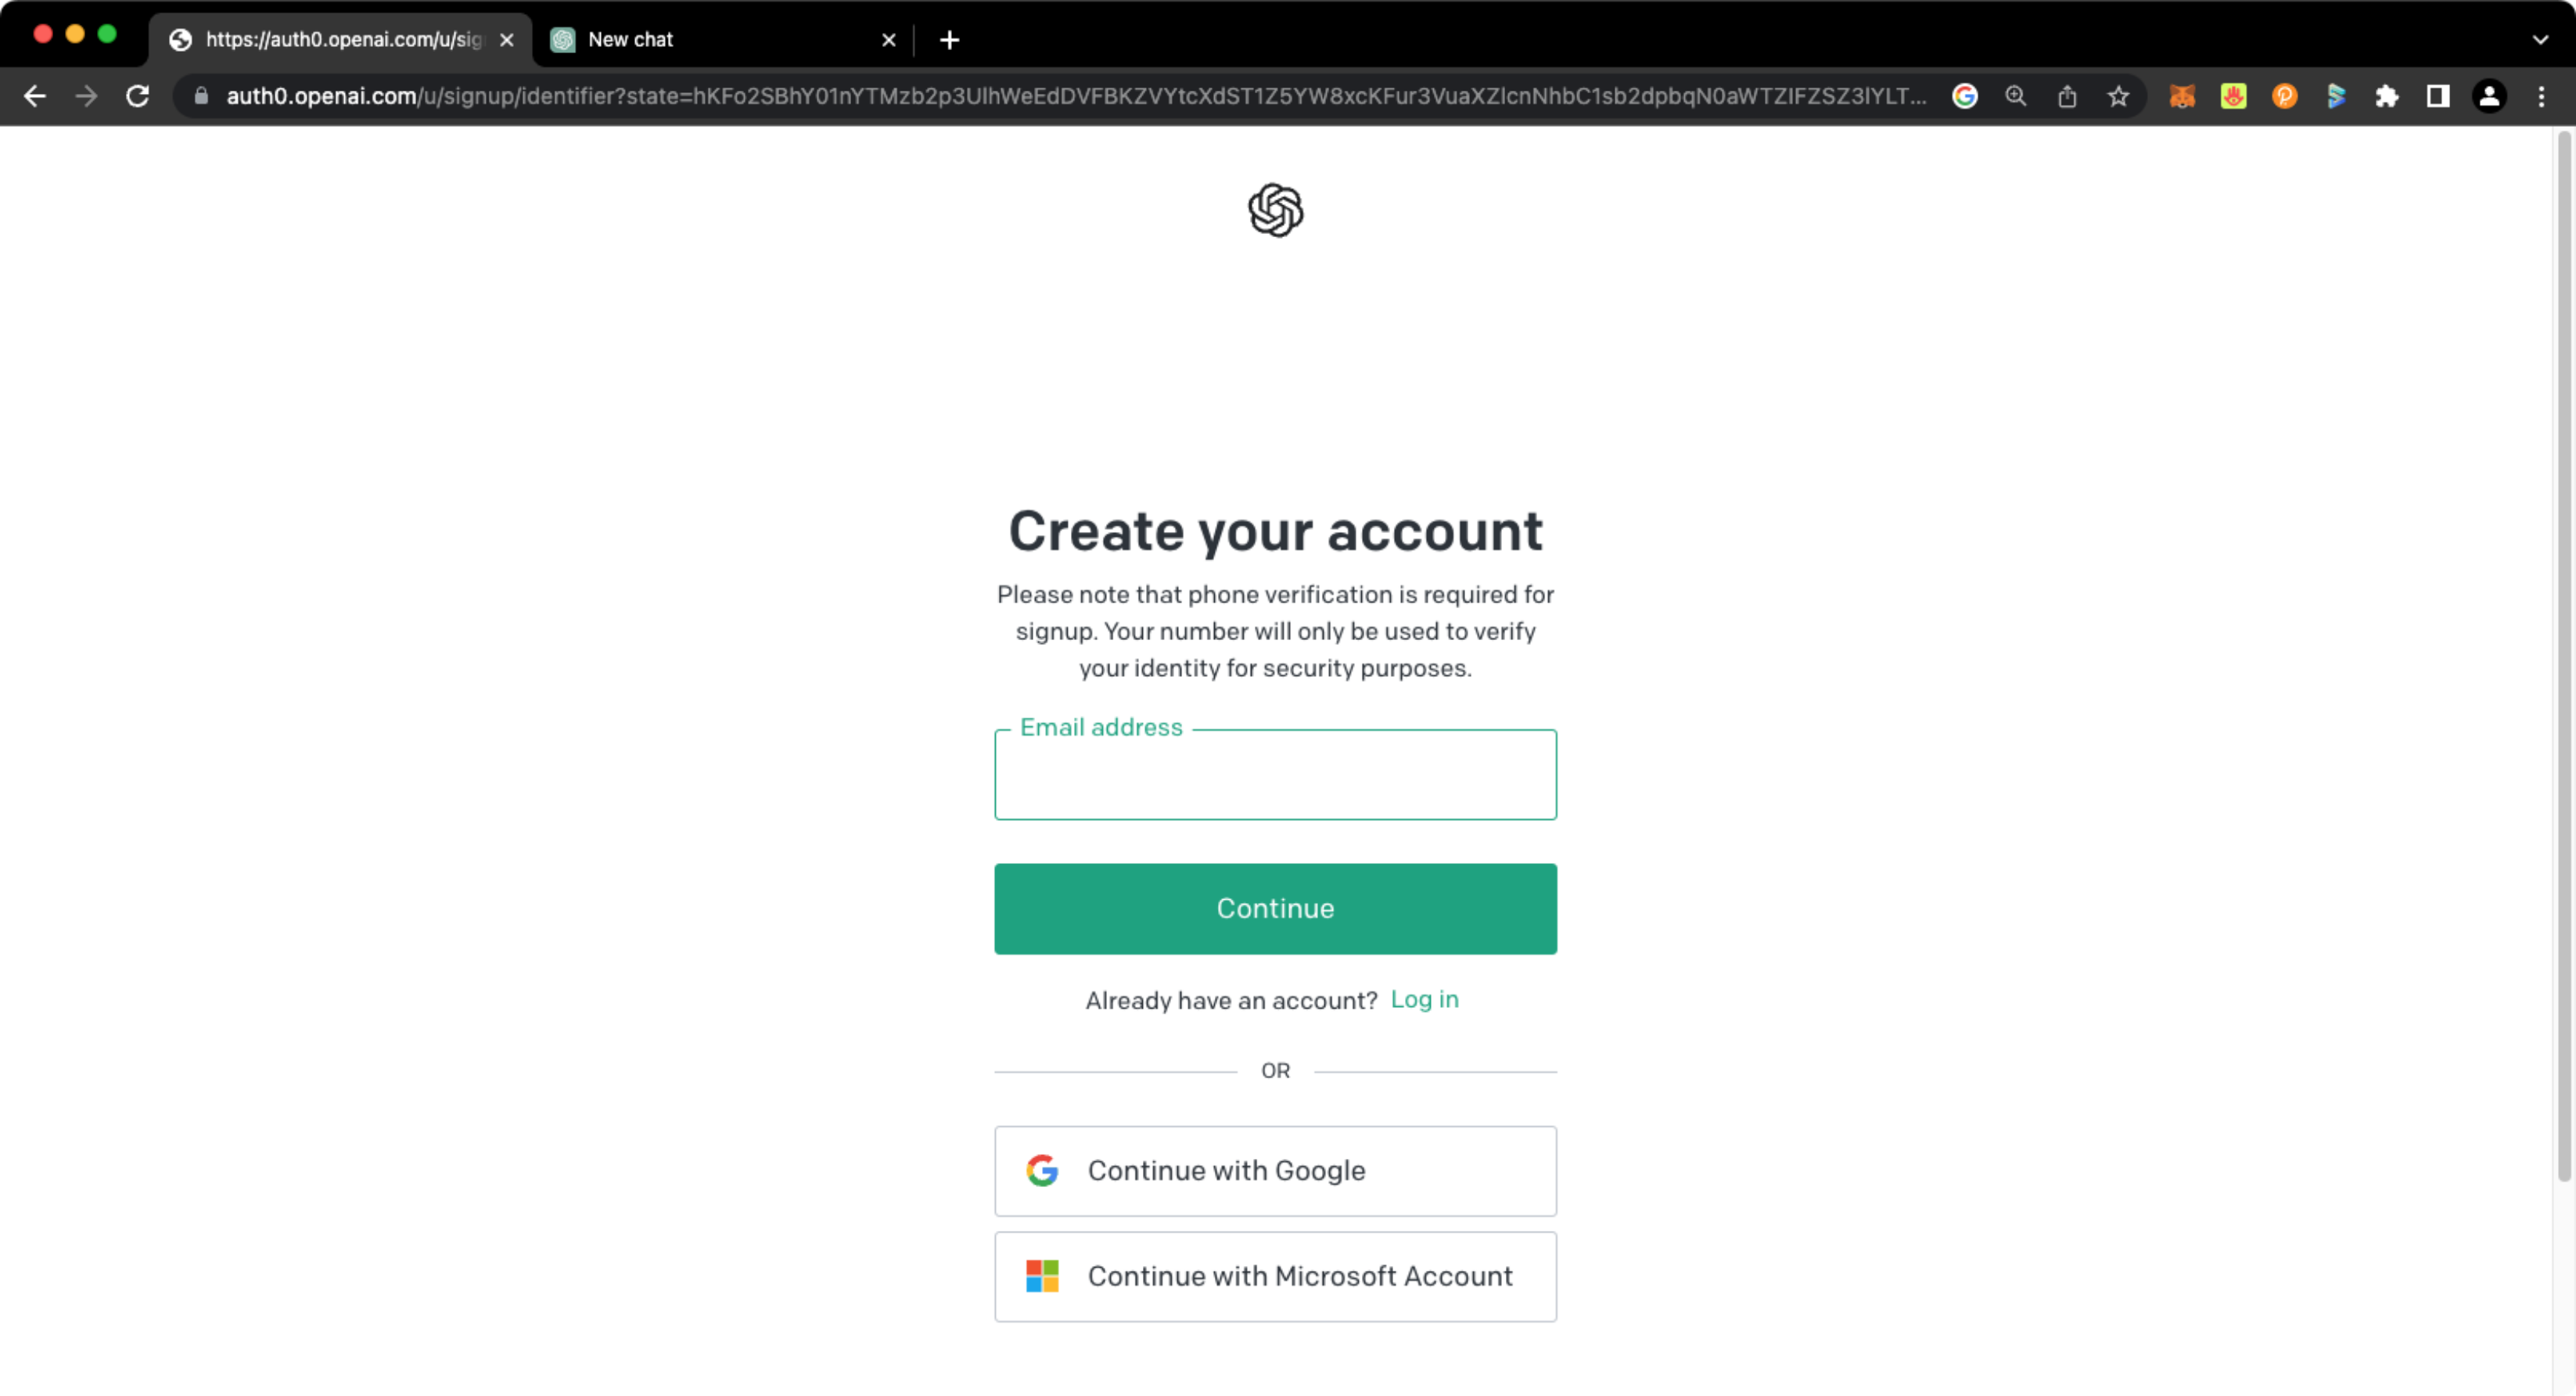 https://auth0.openai.com/u/sig
New chat
auth0.openai.com/u/signup/identifier?state=hKFo2SBhY01nYTMzb2p3UlhWeEdDVFBKZVYtcXdST1Z5YW8xcKFur3VuaXZlcnNhbC1sb2dpbqN0aWTZIFZSZ3lYLT...
Create your account
Please note that phone verification is required for
signup. Your number will only be used to verify
your identity for security purposes.
Email address
Continue
Already have an account? Log in
OR
Continue with Google
Continue with Microsoft Account